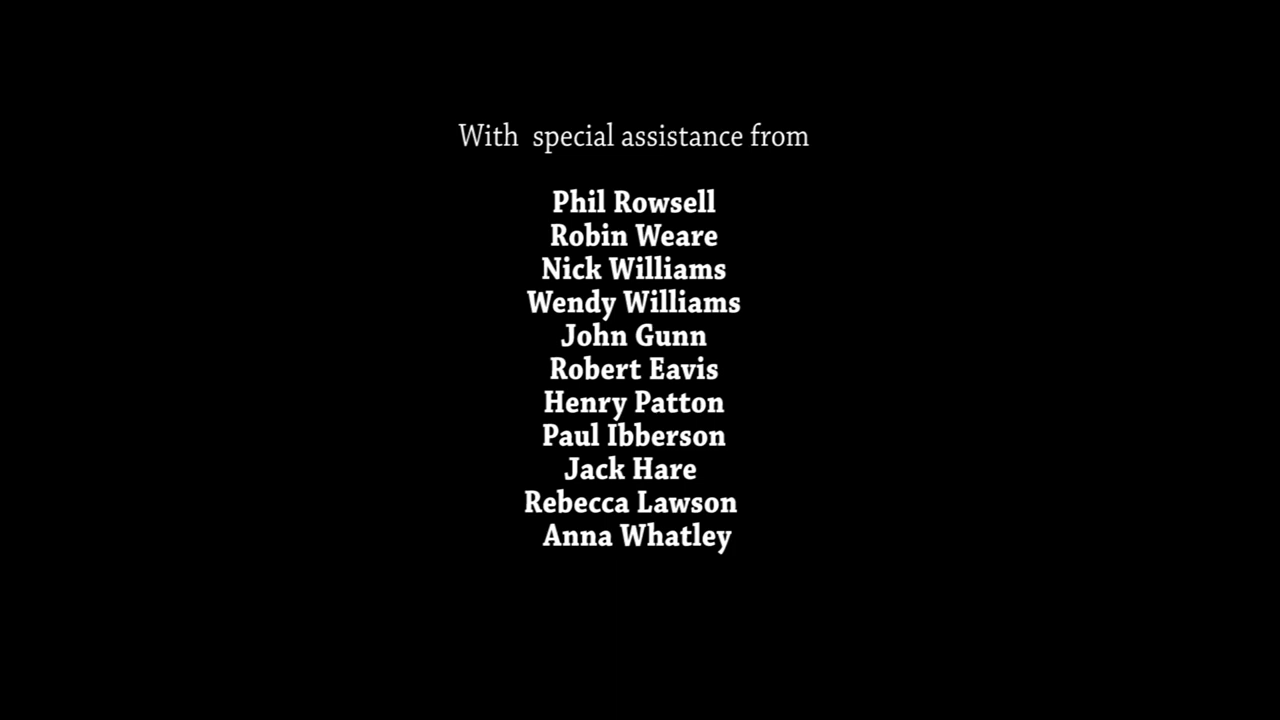 With  special assistance from
Phil Rowsell
Robin Weare
Nick Williams
Wendy Williams
John Gunn
Robert Eavis
Henry Patton
Paul Ibberson
Jack Hare
Rebecca Lawson
Anna Whatley